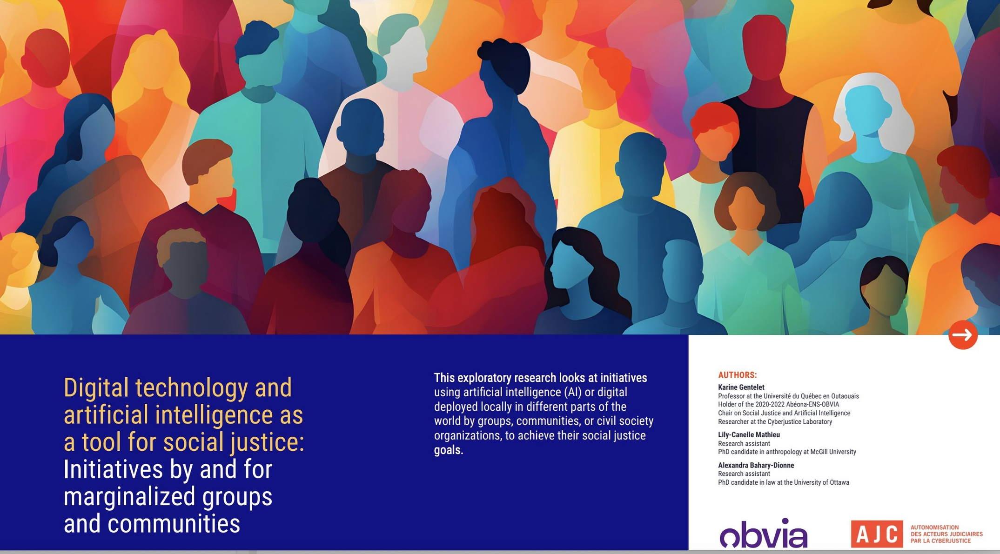 Digital technology and
artificial intelligence as
a tool for social justice:
Initiatives by and for
marginalized groups
and communities
This exploratory research looks at initiatives
using artificial intelligence (AI) or digital
deployed locally in different parts of the
world by groups, communities, or civil society
organizations, to achieve their social justice
goals.
AUTHORS:
Karine Gentelet
Professor at the Université du Québec en Outaouais
Holder of the 2020-2022 Abéona-ENS-OBVIA
Chair on Social Justice and Artificial Intelligence
Researcher at the Cyberjustice Laboratory
Lily-Canelle Mathieu
Research assistant
PhD candidate in anthropology at McGill University
Alexandra Bahary-Dionne
Research assistant
PhD candidate in law at the University of Ottawa
obvia
AJC
AUTONOMISATION
DES ACTEURS JUDICIAIRES
PAR LA CYBERJUSTICE